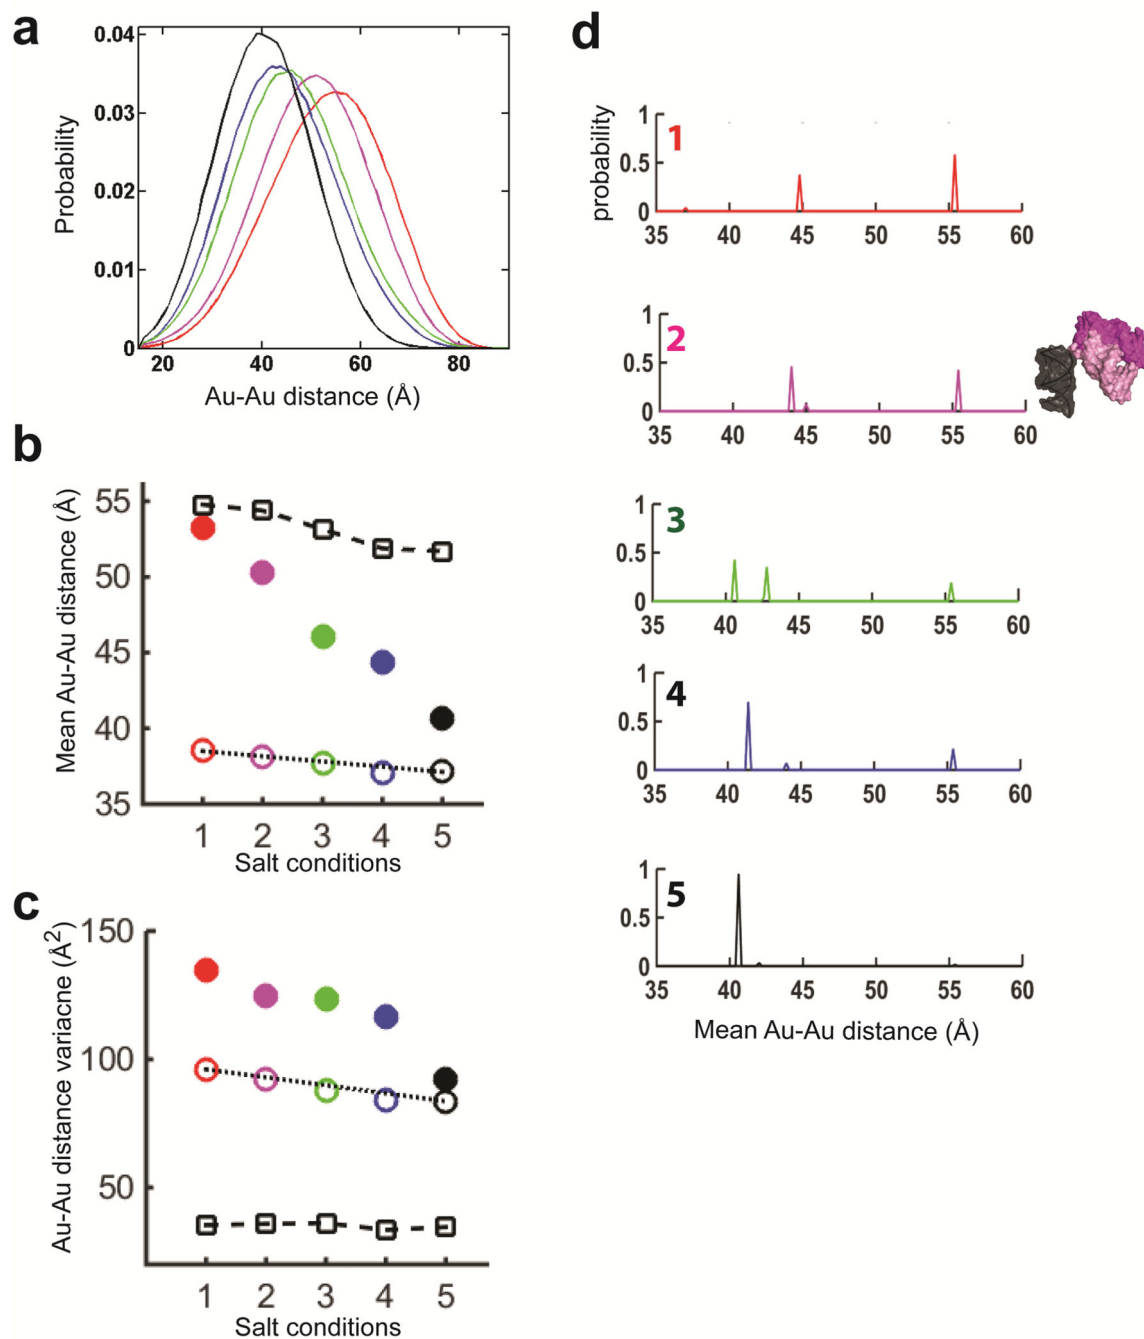 a
0.04
0.03
0.02
0.01
0
Probability
20 40 60 80
Au-Au distance (Å)
b
55
50
45
40
35
Mean Au-Au distance (Å)
1 2 3 4 5
Salt conditions
c
150
100
50
Au-Au distance variacne (Å2)
1 2 3 4 5
Salt conditions
d
probability
1
1
0.5
0
35 40 45 50 55 60
2
1
0.5
0
35 40 45 50 55 60
3
1
0.5
0
35 40 45 50 55 60
4
1
0.5
0
35 40 45 50 55 60
5
1
0.5
0
35 40 45 50 55 60
Mean Au-Au distance (Å)